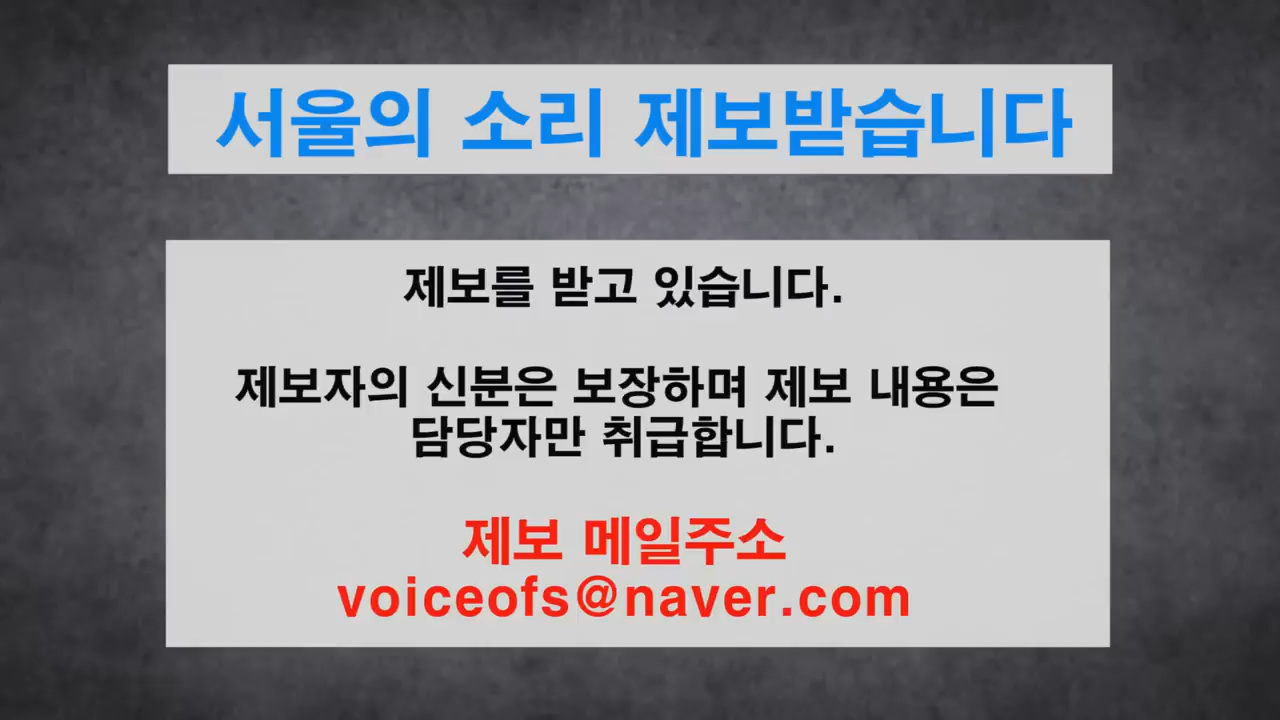 서울의 소리 제보받습니다
제보를 받고 있습니다.
제보자의 신분은 보장하며 제보 내용은
담당자만 취급합니다.
제보 메일주소
voiceofs@naver.com